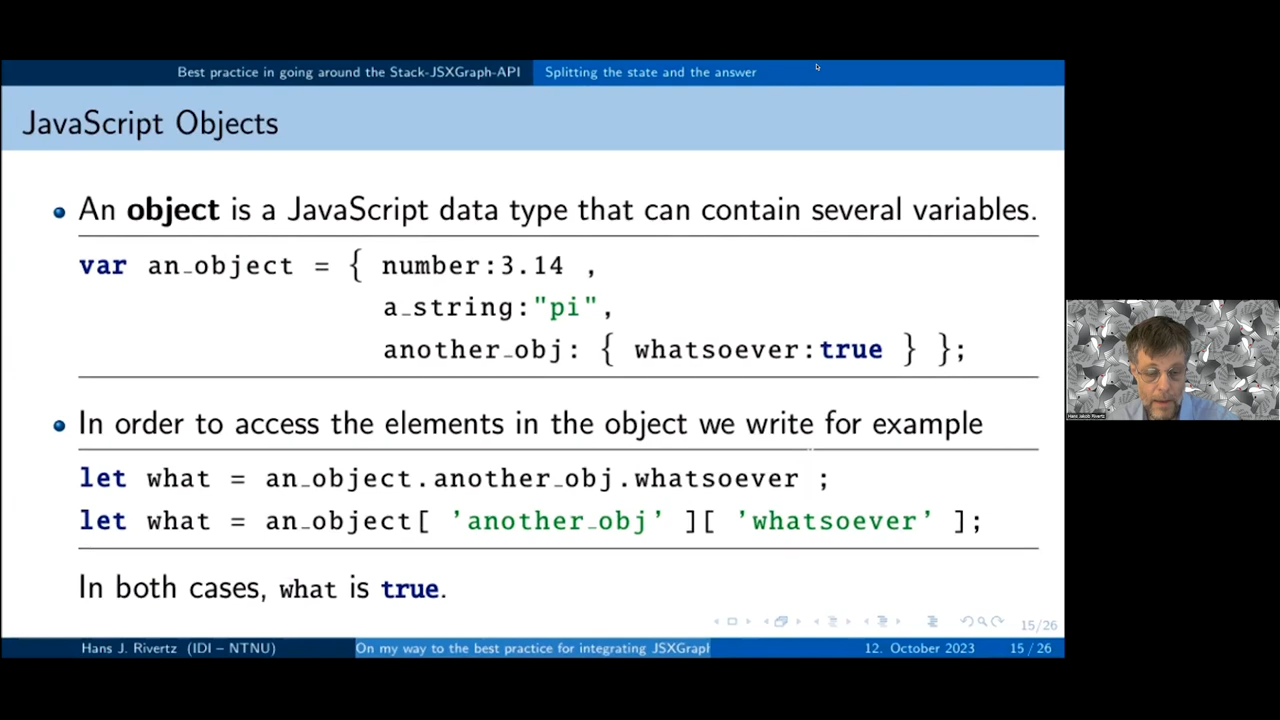 Best practice in going around the Stack-JSXGraph-API Splitting the state and the answer
JavaScript Objects
An object is a JavaScript data type that can contain several variables.
var an_object = { number:3.14 ,
a_string:"pi",
another_obj: { whatsoever:true } };
In order to access the elements in the object we write for example
let what = an_object.another_obj.whatsoever ;
let what = an_object[ 'another_obj' ][ 'whatsoever' ];
In both cases, what is true.
15/26
Hans J. Rivertz (IDI – NTNU) On my way to the best practice for integrating JSXGraph 12. October 2023 15 / 26
Hans Jakob Rivertz